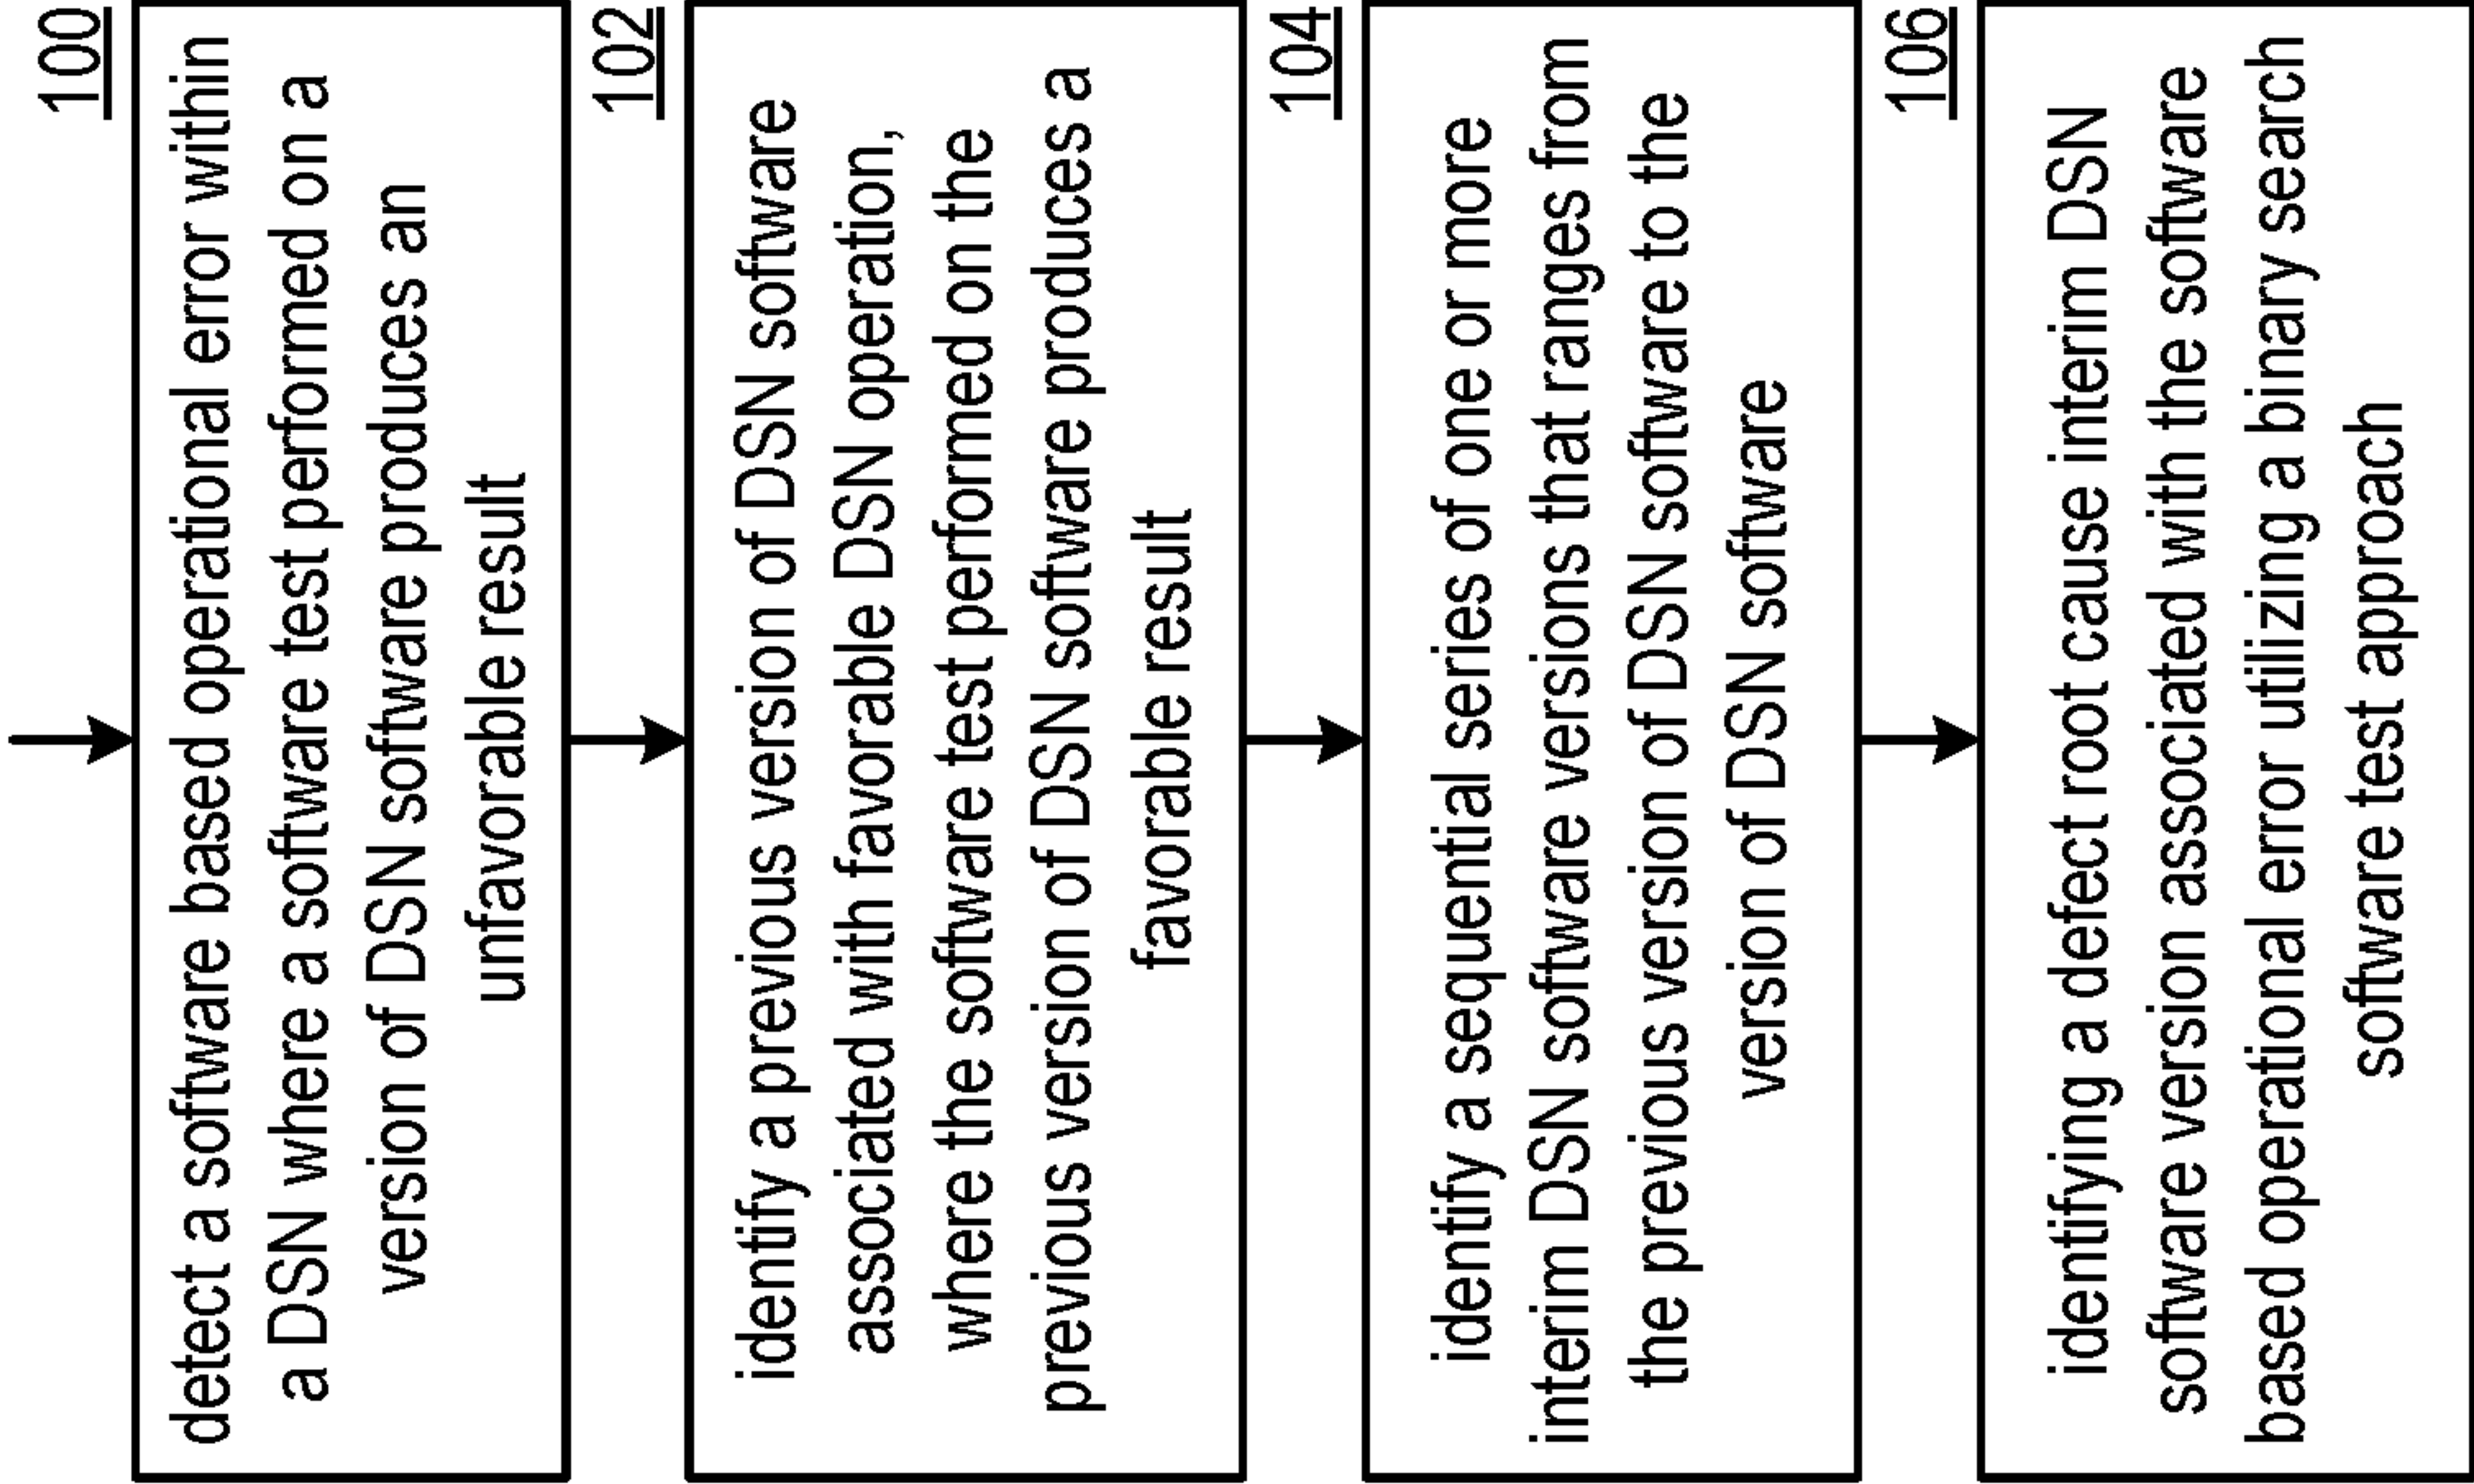 100
detect a software based operational error within
a DSN where a software test performed on a
version of DSN software produces an
unfavorable result
102
identify a previous version of DSN software
associated with favorable DSN operation,
where the software test performed on the
previous version of DSN software produces a
favorable result
104
identify a sequential series of one or more
interim DSN software versions that ranges from
the previous version of DSN software to the
version of DSN software
106
identifying a defect root cause interim DSN
software version associated with the software
based operational error utilizing a binary search
software test approach